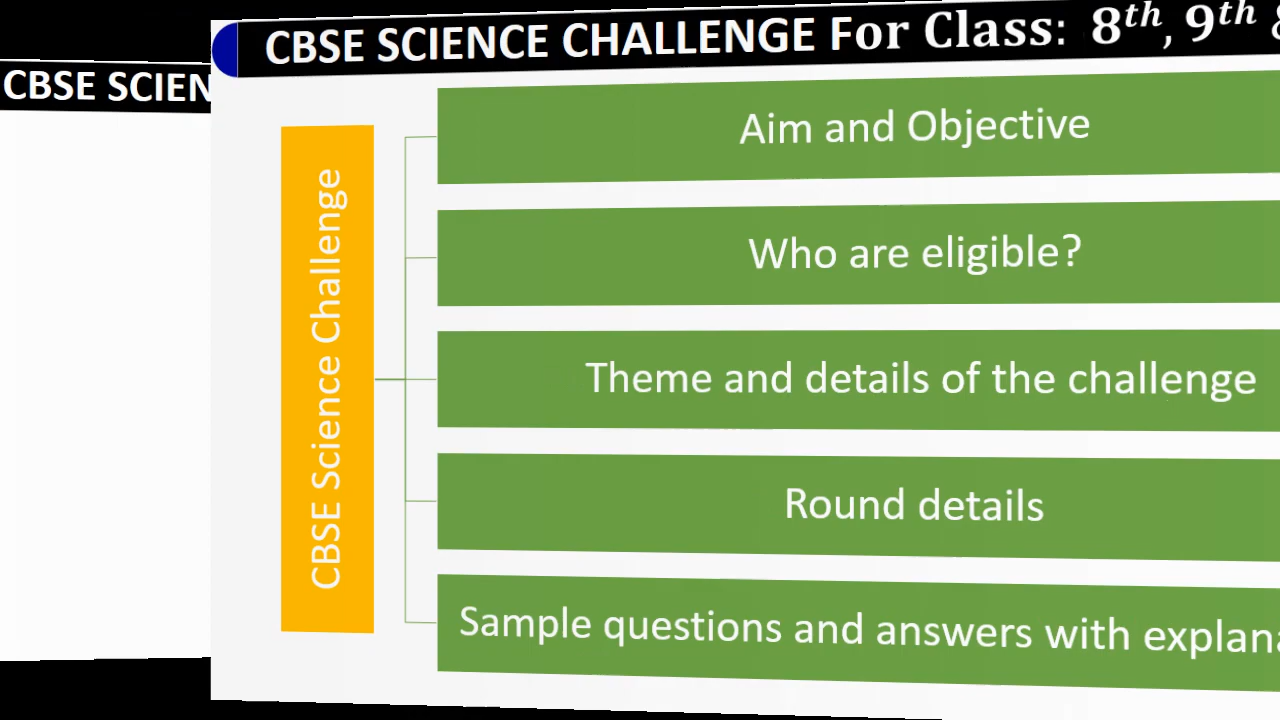 CBSE SCIENCE CHALLENGE For Class: 8th, 9th
CBSE SCIEN
CBSE Science Challenge
Aim and Objective
Who are eligible?
Theme and details of the challenge
Round details
Sample questions and answers with explana